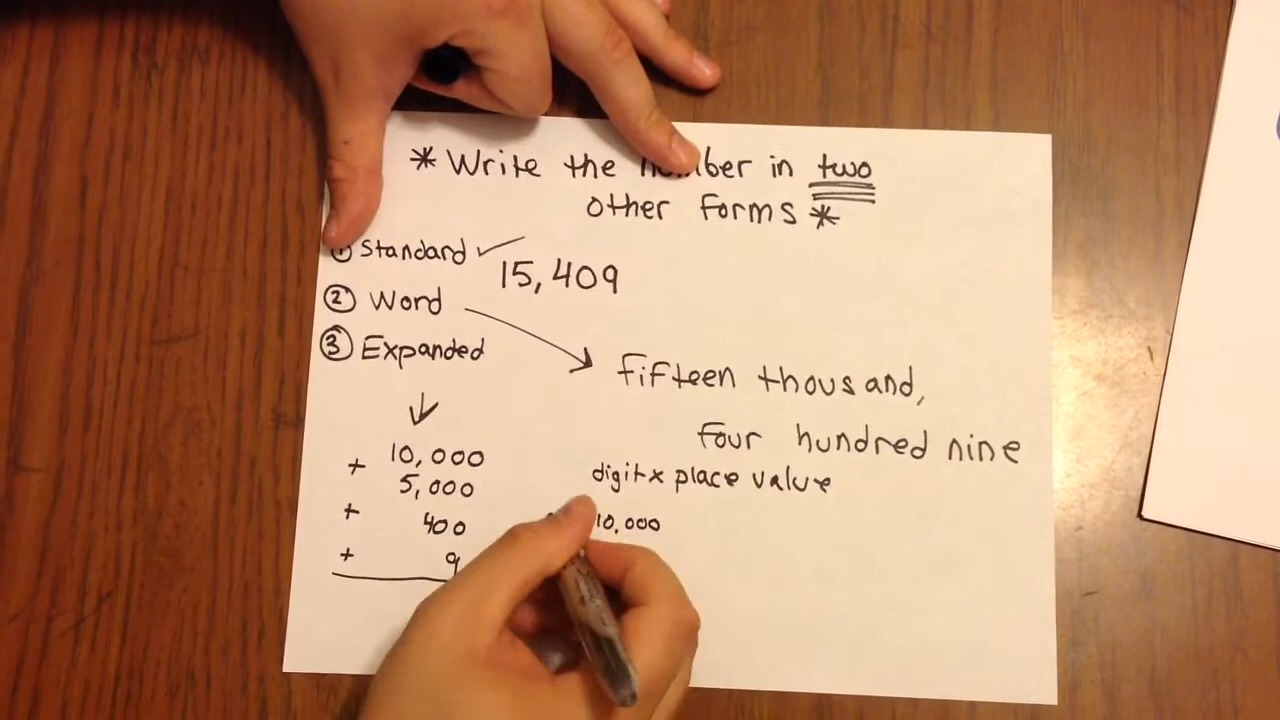 * Write the number in two
other forms *
① Standard ✓
15,409
② Word
③ Expanded
fifteen thousand,
four hundred nine
10,000
+ 5,000
+ 400
+ 9
digit x place value
10,000